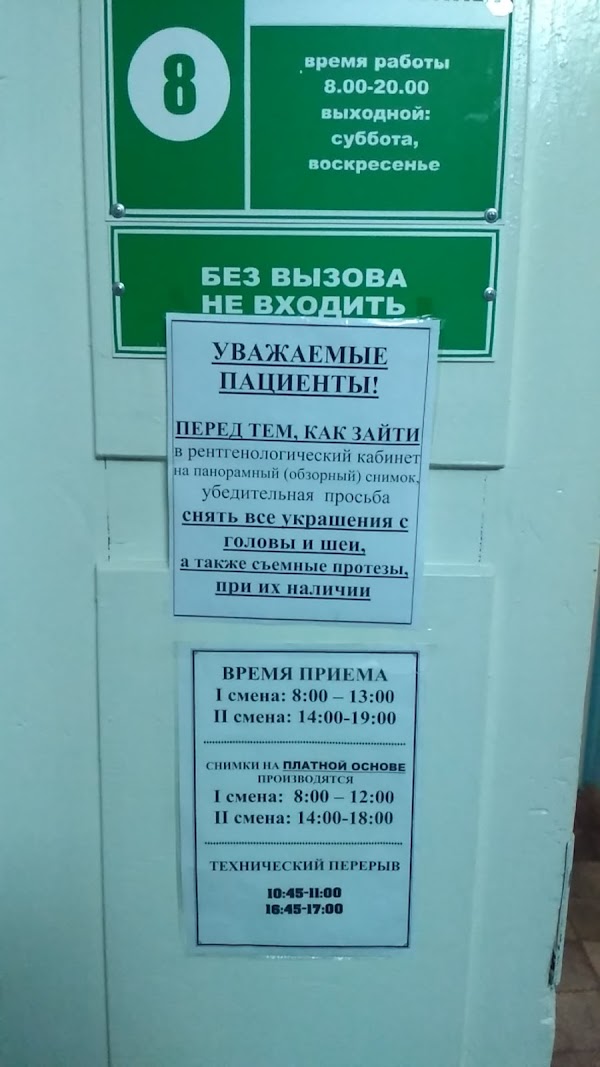 8
время работы
8.00-20.00
выходной:
суббота,
воскресенье
БЕЗ ВЫЗОВА
НЕ ВХОДИТЬ
УВАЖАЕМЫЕ
ПАЦИЕНТЫ!
ПЕРЕД ТЕМ, КАК ЗАЙТИ
в рентгенологический кабинет
на панорамный (обзорный) снимок,
убедительная просьба
снять все украшения с
головы и шеи,
а также съемные протезы,
при их наличии
ВРЕМЯ ПРИЕМА
I смена: 8:00 – 13:00
II смена: 14:00-19:00
СНИМКИ НА ПЛАТНОЙ ОСНОВЕ
ПРОИЗВОДЯТСЯ
I смена: 8:00 – 12:00
II смена: 14:00-18:00
ТЕХНИЧЕСКИЙ ПЕРЕРЫВ
10:45-11:00
16:45-17:00